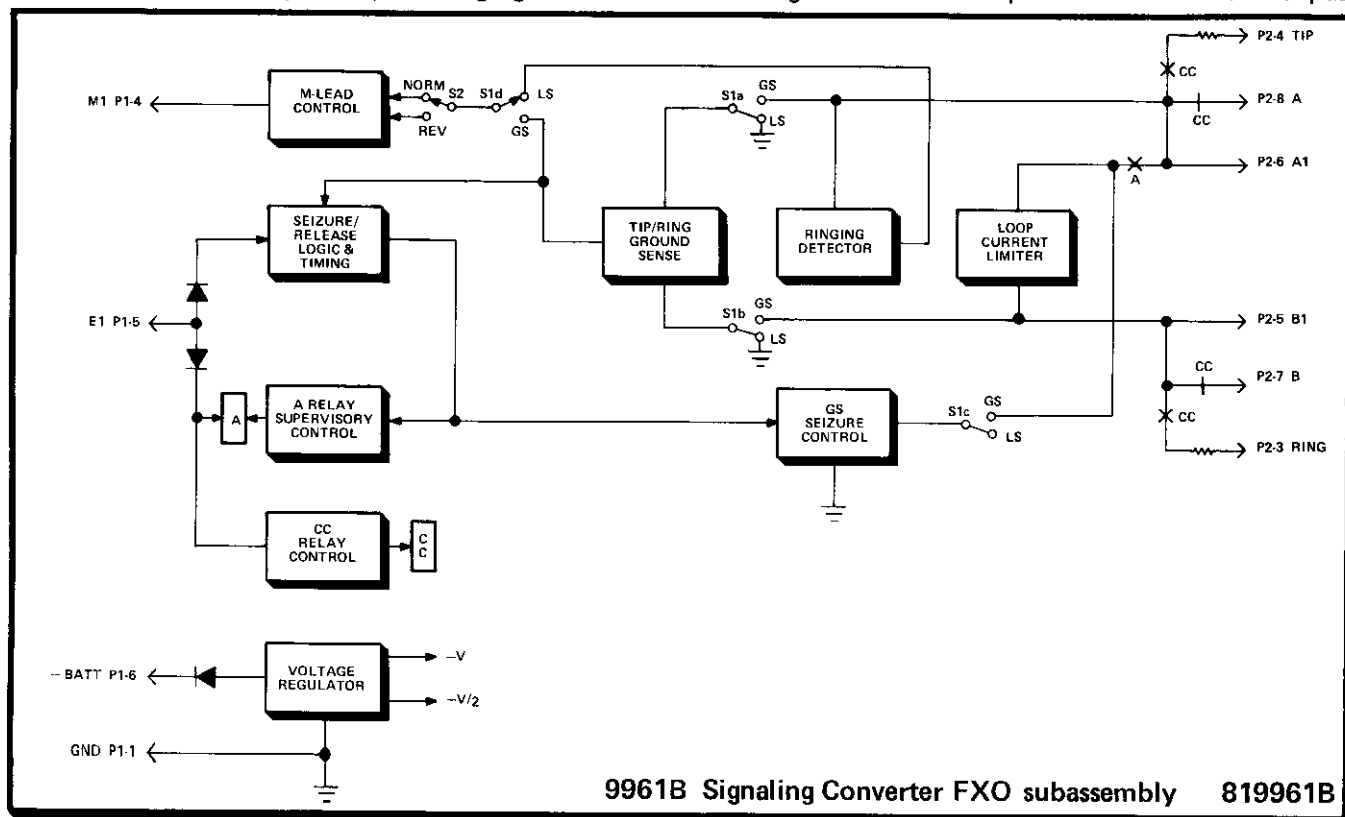 P2-4 TIP
CC
M-LEAD CONTROL
NORM
S2
S1d
LS
GS
REV
M1 P1-4
S1a
GS
LS
P2-8 A
CC
P2-6 A1
A
SEIZURE/ RELEASE LOGIC & TIMING
TIP/RING GROUND SENSE
RINGING DETECTOR
LOOP CURRENT LIMITER
E1 P1-5
S1b
GS
LS
P2-5 B1
CC
P2-7 B
CC
P2-3 RING
A
A RELAY SUPERVISORY CONTROL
GS SEIZURE CONTROL
S1c
GS
LS
CC RELAY CONTROL
CC
-BATT P1-6
VOLTAGE REGULATOR
-V
-V/2
GND P1-1
9961B Signaling Converter FXO subassembly 819961B